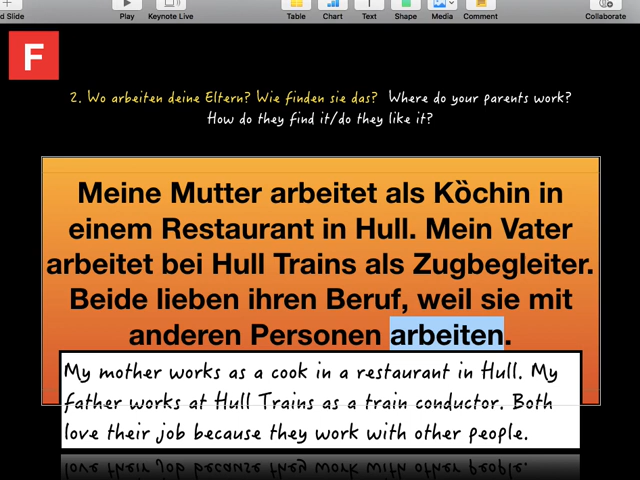 d Slide
Play
Keynote Live
Table
Chart
Text
Shape
Media
Comment
Collaborate
F
2. Wo arbeiten deine Eltern? Wie finden sie das? Where do your parents work?
How do they find it/do they like it?
Meine Mutter arbeitet als Kȍchin in
einem Restaurant in Hull. Mein Vater
arbeitet bei Hull Trains als Zugbegleiter.
Beide lieben ihren Beruf, weil sie mit
anderen Personen arbeiten.
My mother works as a cook in a restaurant in Hull. My
father works at Hull Trains as a train conductor. Both
love their job because they work with other people.